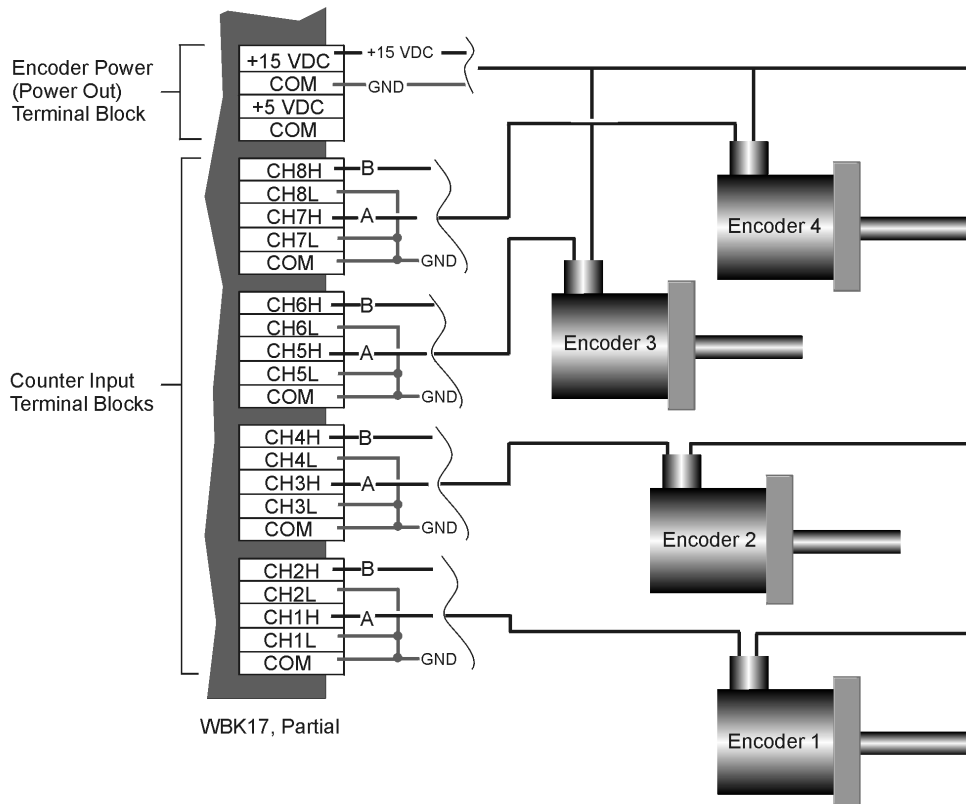 Encoder Power
(Power Out)
Terminal Block
+15 VDC
COM
+5 VDC
COM
+15 VDC
GND
CH8H
CH8L
CH7H
CH7L
COM
B
A
GND
CH6H
CH6L
CH5H
CH5L
COM
B
A
GND
Counter Input
Terminal Blocks
CH4H
CH4L
CH3H
CH3L
COM
B
A
GND
CH2H
CH2L
CH1H
CH1L
COM
B
A
GND
WBK17, Partial
Encoder 4
Encoder 3
Encoder 2
Encoder 1